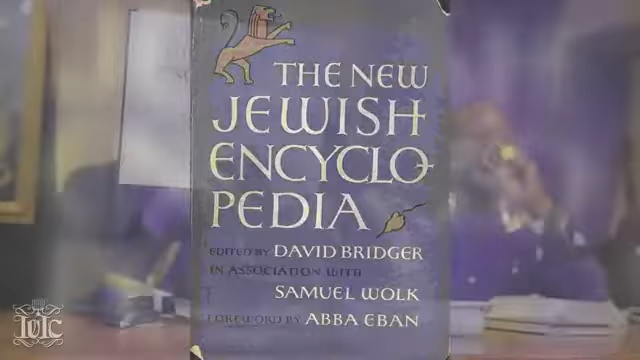 THE NEW
JEWISH
ENCYCLO-
PEDIA
EDITED BY DAVID BRIDGER
IN ASSOCIATION WITH
SAMUEL WOLK
FOREWORD BY ABBA EBAN
IUIC